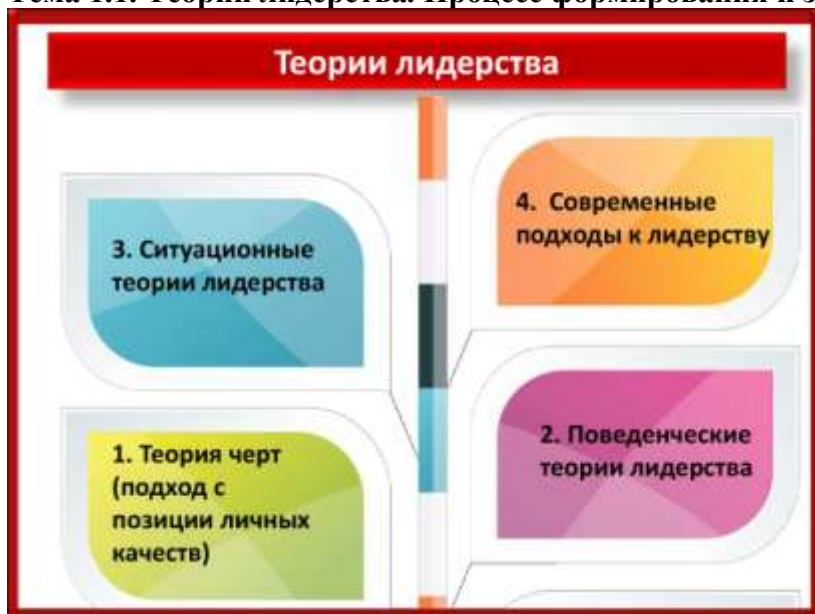 Теории лидерства
3. Ситуационные
теории лидерства
4. Современные
подходы к лидерству
1. Теория черт
(подход с
позиции личных
качеств)
2. Поведенческие
теории лидерства